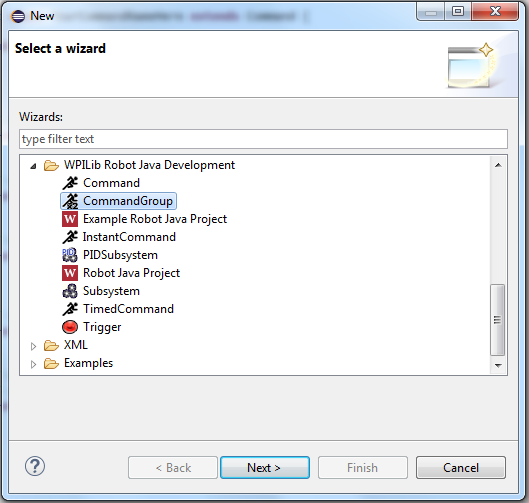 New
Select a wizard
Wizards:
type filter text
WPILib Robot Java Development
Command
CommandGroup
W Example Robot Java Project
InstantCommand
PID PIDSubsystem
W Robot Java Project
Subsystem
TimedCommand
Trigger
XML
Examples
? < Back Next > Finish Cancel